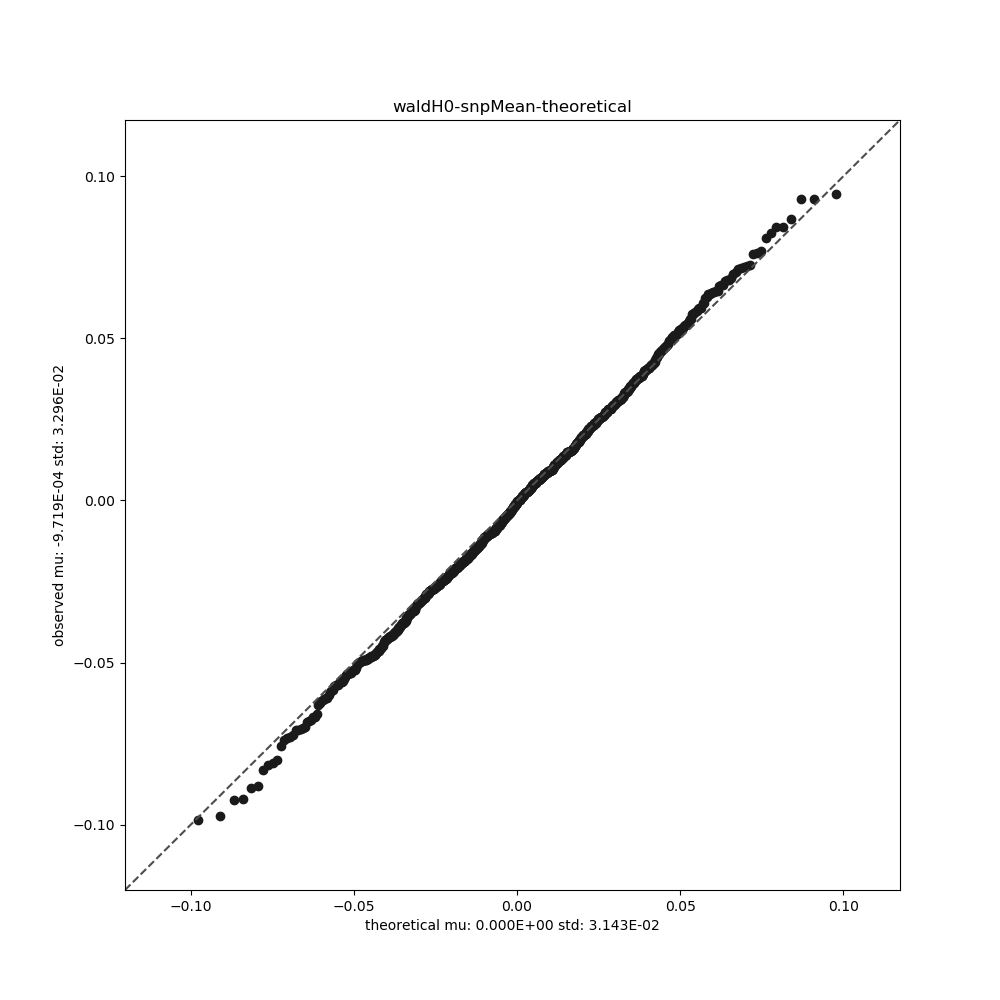 waldH0-snpMean-theoretical
0.10
0.05
0.00
−0.05
−0.10
observed mu: -9.719E-04 std: 3.296E-02
−0.10 −0.05 0.00 0.05 0.10
theoretical mu: 0.000E+00 std: 3.143E-02